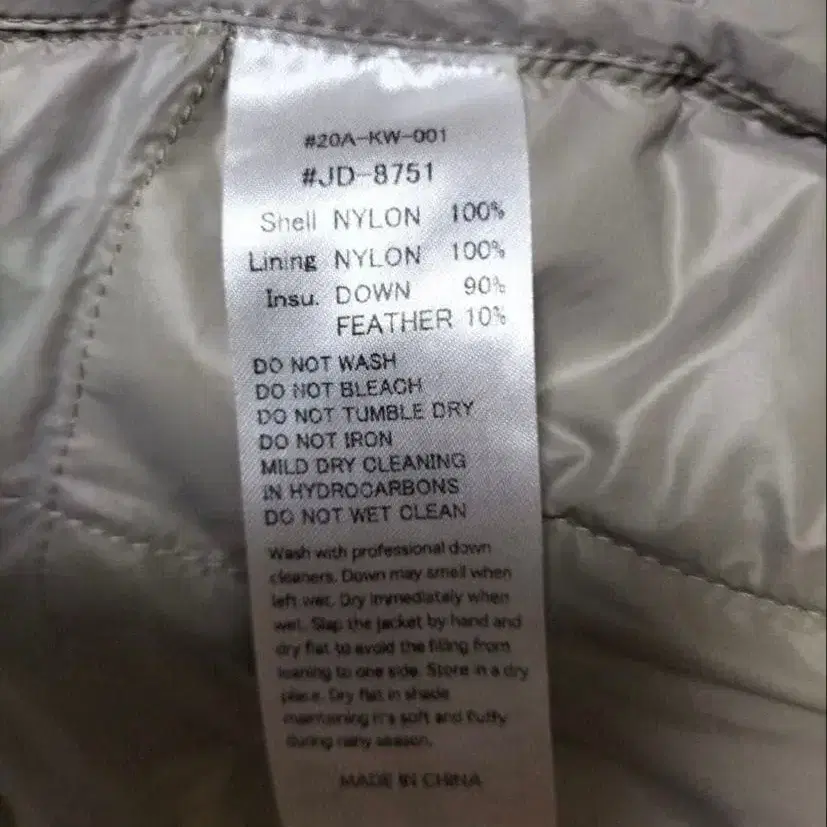 #20A-KW-001
#JD-8751
Shell NYLON 100%
Lining NYLON 100%
Insu. DOWN 90%
FEATHER 10%
DO NOT WASH
DO NOT BLEACH
DO NOT TUMBLE DRY
DO NOT IRON
MILD DRY CLEANING
IN HYDROCARBONS
DO NOT WET CLEAN
Wash with professional down
cleaners. Down may smell when
left wet. Dry immediately when
wet. Slap the jacket by hand and
dry flat to avoid the filling from
leaning to one side. Store in a dry
place. Dry flat in shade
maintaining it's soft and fluffy
during rainy season.
MADE IN CHINA